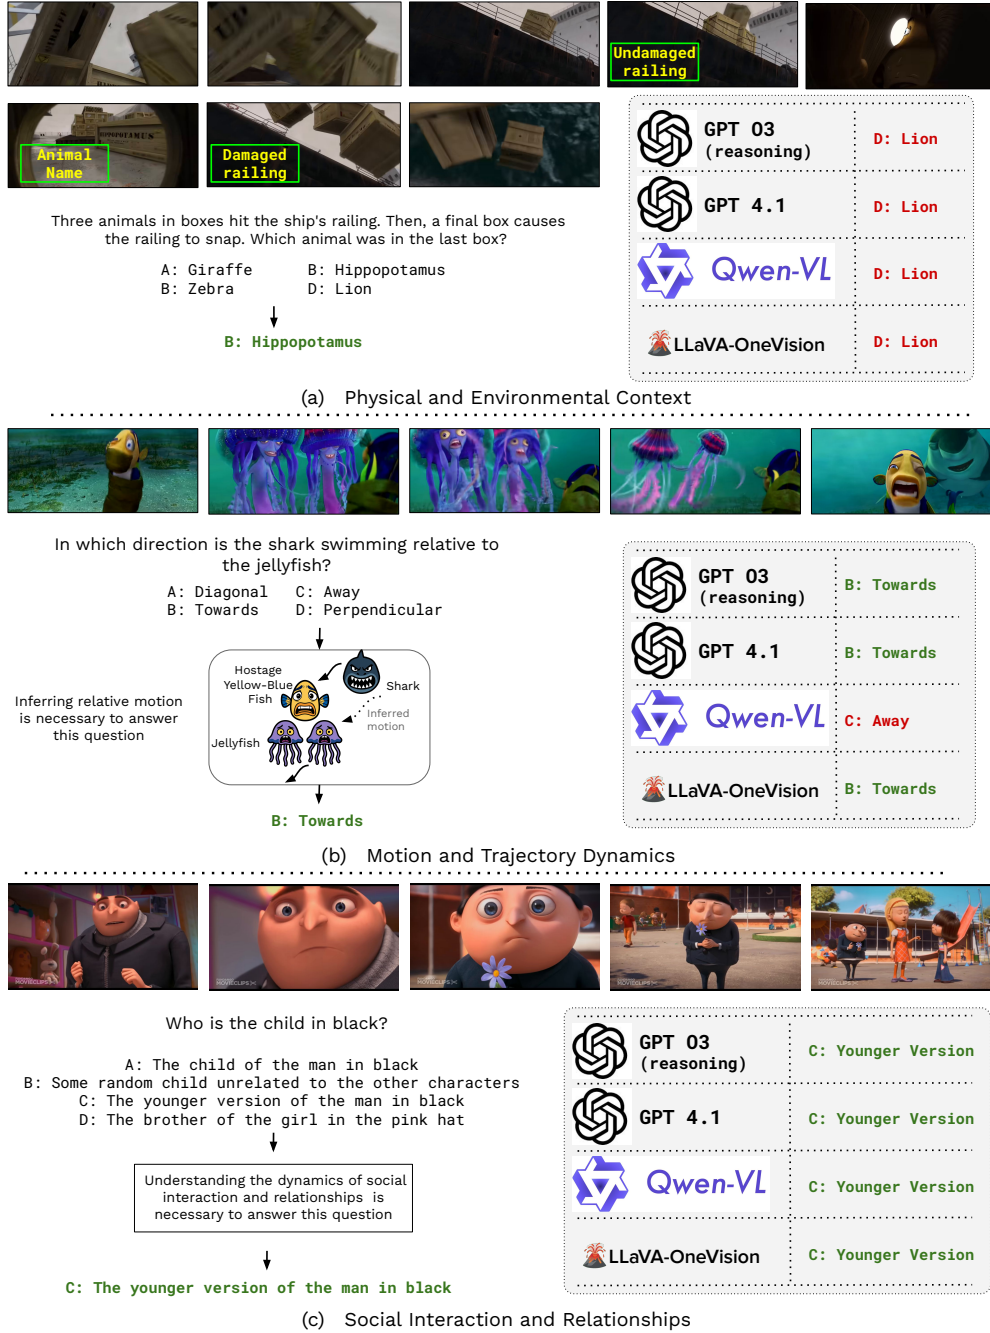 Undamaged
railing
HIPPOPOTAMUS
Animal
Name
Damaged
railing
Three animals in boxes hit the ship's railing. Then, a final box causes
the railing to snap. Which animal was in the last box?
A: Giraffe B: Hippopotamus
B: Zebra D: Lion
B: Hippopotamus
GPT O3
(reasoning)
D: Lion
GPT 4.1
D: Lion
Qwen-VL
D: Lion
LLaVA-OneVision
D: Lion
(a) Physical and Environmental Context
In which direction is the shark swimming relative to
the jellyfish?
A: Diagonal C: Away
B: Towards D: Perpendicular
Inferring relative motion
is necessary to answer
this question
Hostage
Yellow-Blue
Fish
Shark
Inferred
motion
Jellyfish
B: Towards
GPT O3
(reasoning)
B: Towards
GPT 4.1
B: Towards
Qwen-VL
C: Away
LLaVA-OneVision
B: Towards
(b) Motion and Trajectory Dynamics
MOVIECLIPS
MOVIECLIPS
MOVIECLIPS
MOVIECLIPS
MOVIECLIPS
Who is the child in black?
A: The child of the man in black
B: Some random child unrelated to the other characters
C: The younger version of the man in black
D: The brother of the girl in the pink hat
Understanding the dynamics of social
interaction and relationships is
necessary to answer this question
C: The younger version of the man in black
GPT O3
(reasoning)
C: Younger Version
GPT 4.1
C: Younger Version
Qwen-VL
C: Younger Version
LLaVA-OneVision
C: Younger Version
(c) Social Interaction and Relationships